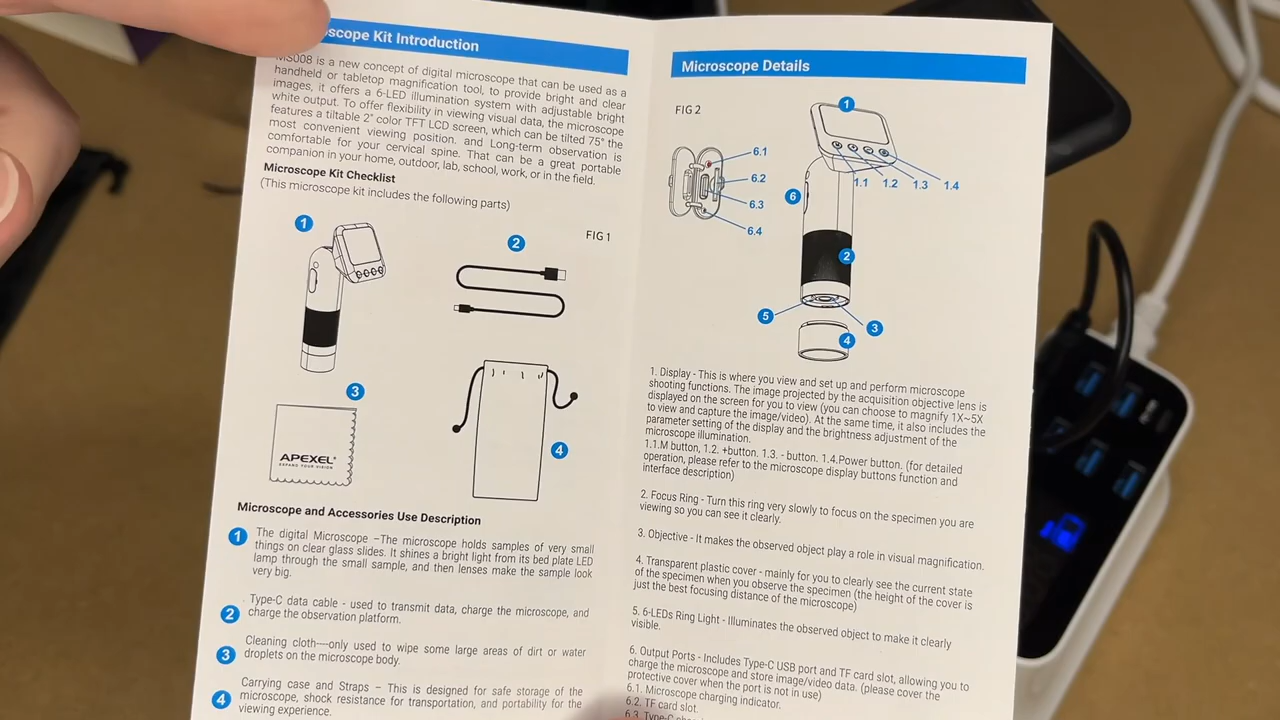 scope Kit Introduction
MS008 is a new concept of digital microscope that can be used as a
handheld or tabletop magnification tool, to provide bright and clear
images, it offers a 6-LED illumination system with adjustable bright
white output. To offer flexibility in viewing visual data, the microscope
features a tiltable 2" color TFT LCD screen, which can be tilted 75° the
most convenient viewing position. and Long-term observation is
comfortable for your cervical spine. That can be a great portable
companion in your home, outdoor, lab, school, work, or in the field.
Microscope Kit Checklist
(This microscope kit includes the following parts)
FIG 1
1
2
3
APEXEL
EXPAND YOUR VISION
4
Microscope and Accessories Use Description
1 The digital Microscope –The microscope holds samples of very small
things on clear glass slides. It shines a bright light from its bed plate LED
lamp through the small sample, and then lenses make the sample look
very big.
2 Type-C data cable - used to transmit data, charge the microscope, and
charge the observation platform.
3 Cleaning cloth—only used to wipe some large areas of dirt or water
droplets on the microscope body.
4 Carrying case and Straps – This is designed for safe storage of the
microscope, shock resistance for transportation, and portability for the
viewing experience.
Microscope Details
FIG 2
1
6.1
6.2
6.3
6.4
6
1.1 1.2 1.3 1.4
2
5
3
4
1. Display - This is where you view and set up and perform microscope
shooting functions. The image projected by the acquisition objective lens is
displayed on the screen for you to view (you can choose to magnify 1X~5X
to view and capture the image/video). At the same time, it also includes the
parameter setting of the display and the brightness adjustment of the
microscope illumination.
1.1.M button, 1.2. +button. 1.3. - button. 1.4.Power button. (for detailed
operation, please refer to the microscope display buttons function and
interface description)
2. Focus Ring - Turn this ring very slowly to focus on the specimen you are
viewing so you can see it clearly.
3. Objective - It makes the observed object play a role in visual magnification.
4. Transparent plastic cover - mainly for you to clearly see the current state
of the specimen when you observe the specimen (the height of the cover is
just the best focusing distance of the microscope)
5. 6-LEDs Ring Light - Illuminates the observed object to make it clearly
visible.
6. Output Ports - Includes Type-C USB port and TF card slot, allowing you to
charge the microscope and store image/video data. (please cover the
protective cover when the port is not in use)
6.1. Microscope charging indicator.
6.2. TF card slot.
6.3. Type-C